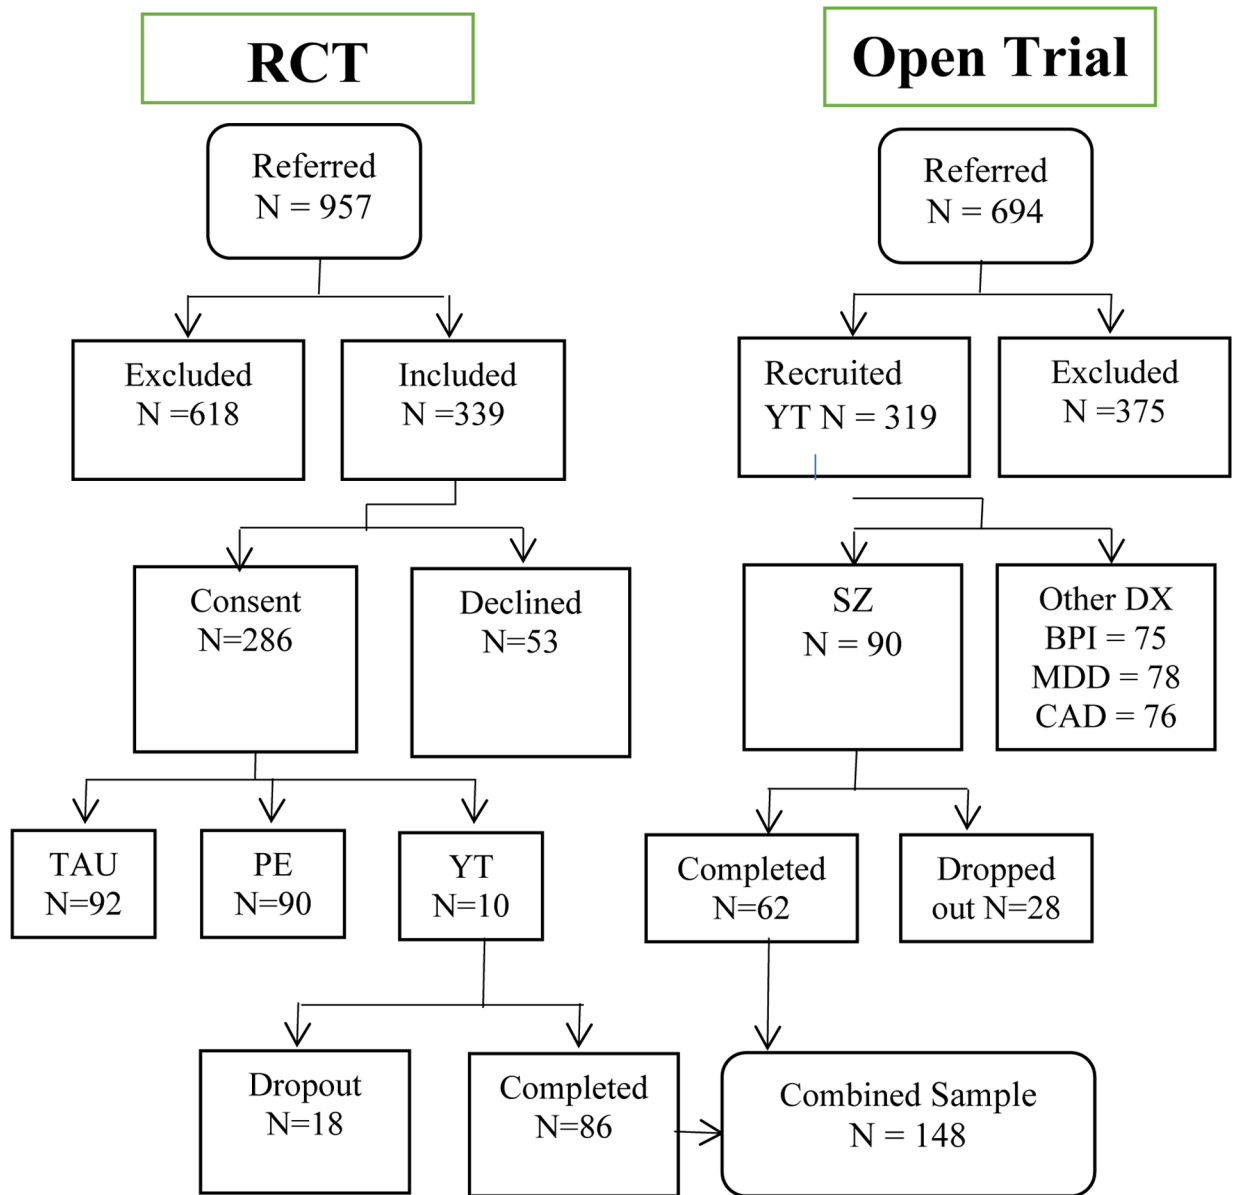 RCT
Referred
N = 957
Excluded
N =618
Included
N =339
Consent
N=286
Declined
N=53
TAU
N=92
PE
N=90
YT
N=10
Dropout
N=18
Completed
N=86
Open Trial
Referred
N = 694
Recruited
YT N = 319
Excluded
N =375
SZ
N = 90
Other DX
BPI = 75
MDD = 78
CAD = 76
Completed
N=62
Dropped
out N=28
Combined Sample
N = 148